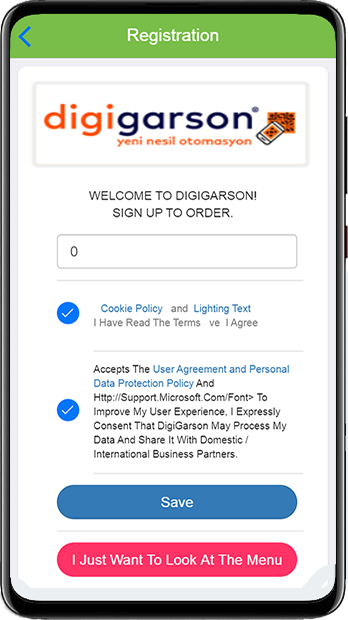 Registration
digigarson®
yeni nesil otomasyon
WELCOME TO DIGIGARSON!
SIGN UP TO ORDER.
0
Cookie Policy and Lighting Text
I Have Read The Terms ve I Agree
Accepts The User Agreement and Personal
Data Protection Policy And
Http://Support.Microsoft.Com/Font> To
Improve My User Experience, I Expressly
Consent That DigiGarson May Process My
Data And Share It With Domestic /
International Business Partners.
Save
I Just Want To Look At The Menu